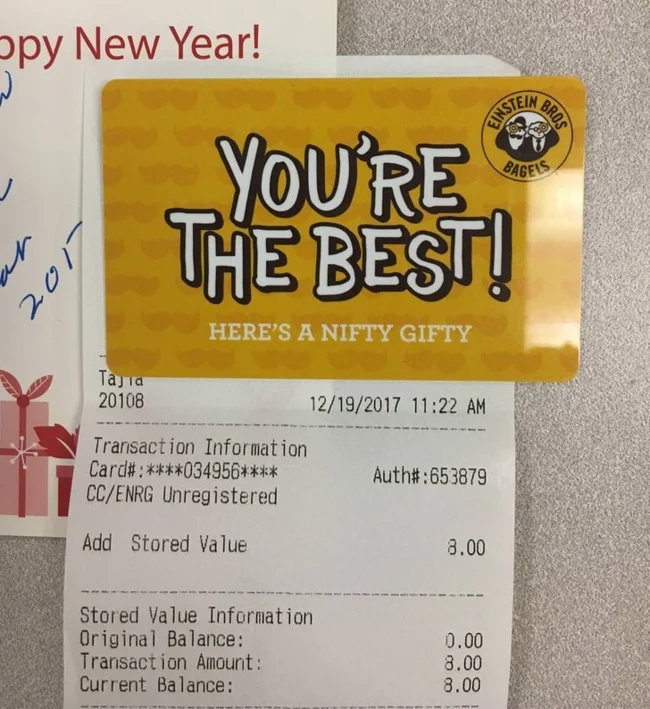 ppy New Year!
201
EINSTEIN BROS
BAGELS
YOU'RE
THE BEST!
HERE'S A NIFTY GIFTY
Tajia
20108 12/19/2017 11:22 AM
Transaction Information
Card#:****034956**** Auth#:653879
CC/ENRG Unregistered
Add Stored Value 8.00
Stored Value Information
Original Balance: 0.00
Transaction Amount: 8.00
Current Balance: 8.00